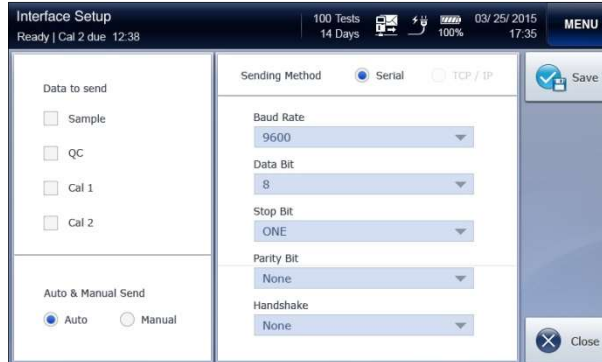 Interface Setup
Ready | Cal 2 due 12:38
100 Tests
14 Days
100%
03/ 25/ 2015
17:35
MENU
Data to send
Sample
QC
Cal 1
Cal 2
Auto & Manual Send
Auto
Manual
Sending Method
Serial
TCP / IP
Baud Rate
9600
Data Bit
8
Stop Bit
ONE
Parity Bit
None
Handshake
None
Save
Close